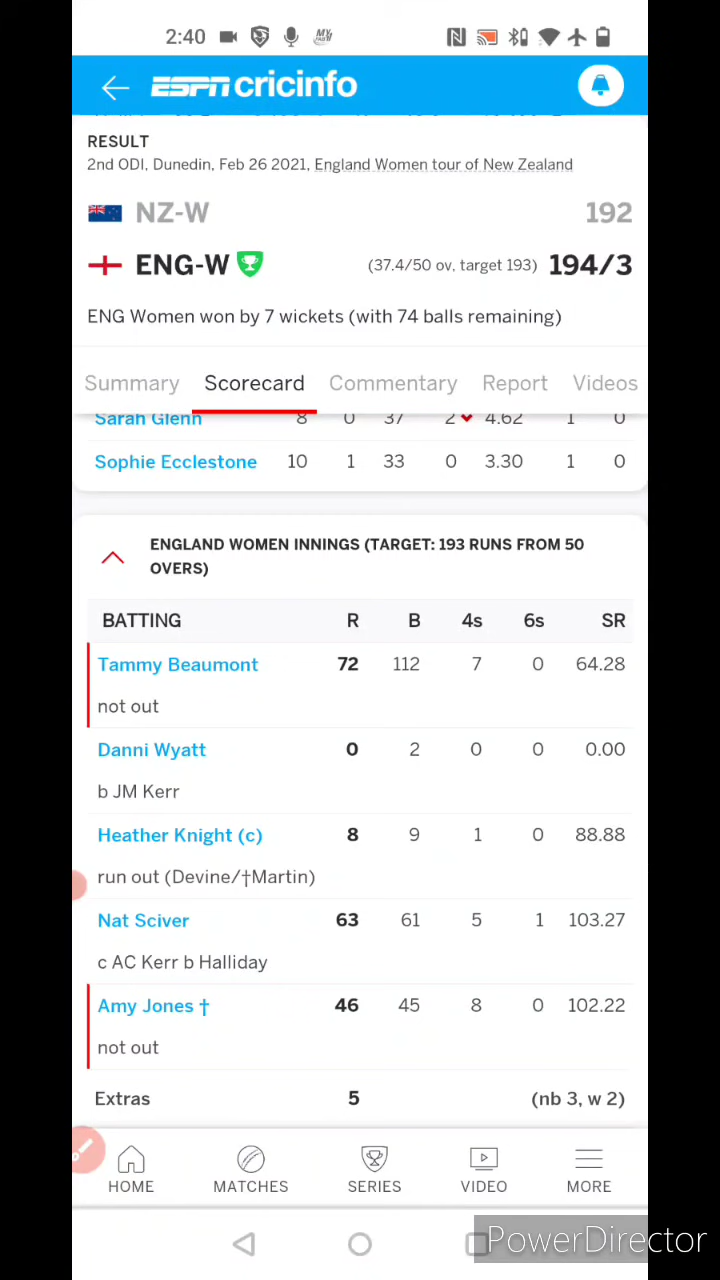 2:40
ESPN cricinfo
RESULT
2nd ODI, Dunedin, Feb 26 2021, England Women tour of New Zealand
NZ-W 192
ENG-W (37.4/50 ov, target 193) 194/3
ENG Women won by 7 wickets (with 74 balls remaining)
Summary Scorecard Commentary Report Videos
Sarah Glenn 8 0 37 2 4.62 1 0
Sophie Ecclestone 10 1 33 0 3.30 1 0
ENGLAND WOMEN INNINGS (TARGET: 193 RUNS FROM 50
OVERS)
BATTING R B 4s 6s SR
Tammy Beaumont 72 112 7 0 64.28
not out
Danni Wyatt 0 2 0 0 0.00
b JM Kerr
Heather Knight (c) 8 9 1 0 88.88
run out (Devine/†Martin)
Nat Sciver 63 61 5 1 103.27
c AC Kerr b Halliday
Amy Jones † 46 45 8 0 102.22
not out
Extras 5 (nb 3, w 2)
HOME MATCHES SERIES VIDEO MORE
PowerDirector